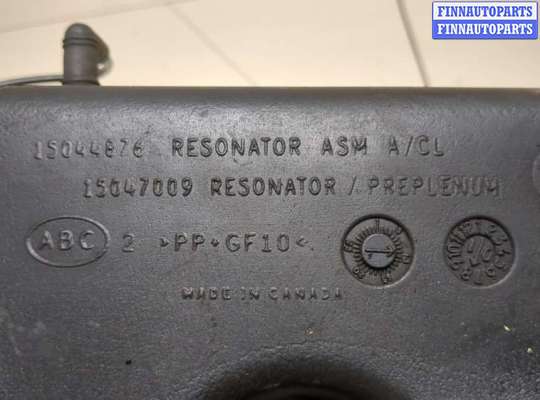 FINNAUTOPARTS
FINNAUTOPARTS
15044876 RESONATOR ASM A/CL
15047009 RESONATOR / PREPLENUM
ABC 2 >PP·GF10<
MADE IN CANADA